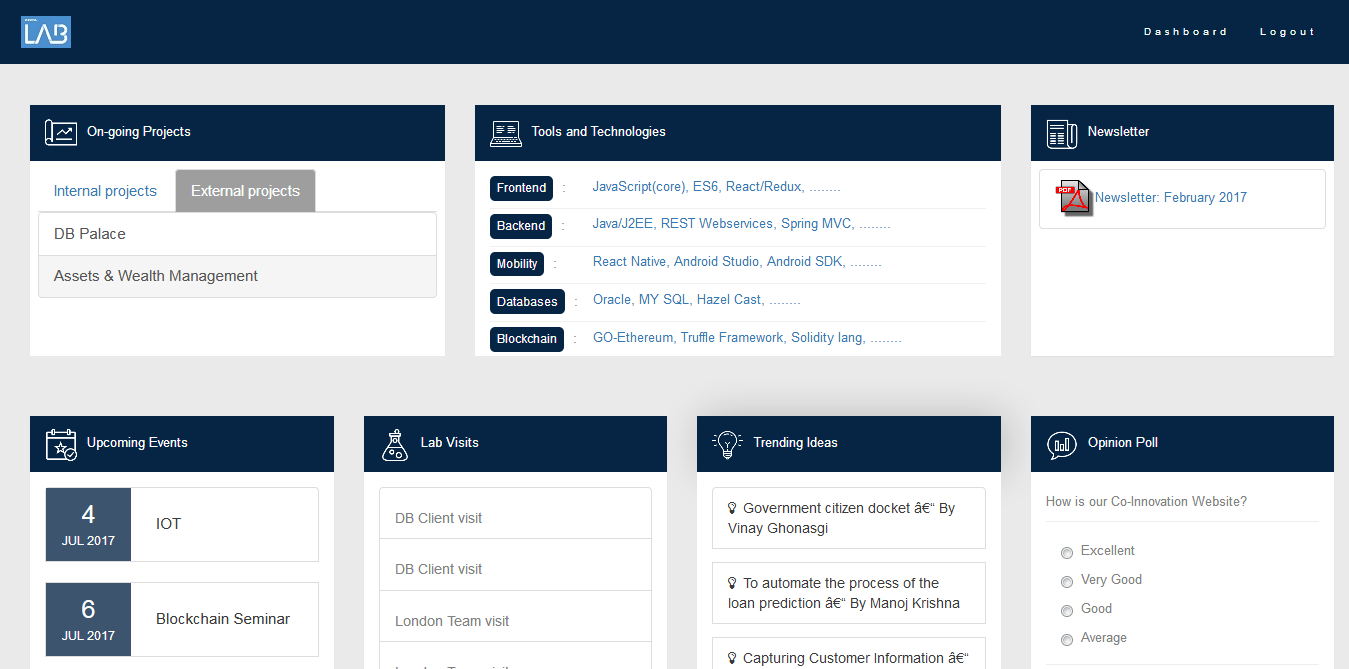 LAB
Dashboard
Logout
On-going Projects
Internal projects
External projects
DB Palace
Assets & Wealth Management
Tools and Technologies
Frontend : JavaScript(core), ES6, React/Redux, ........
Backend : Java/J2EE, REST Webservices, Spring MVC, ........
Mobility : React Native, Android Studio, Android SDK, ........
Databases : Oracle, MY SQL, Hazel Cast, ........
Blockchain : GO-Ethereum, Truffle Framework, Solidity lang, ........
Newsletter
PDF
Newsletter: February 2017
Upcoming Events
4
JUL 2017
IOT
6
JUL 2017
Blockchain Seminar
Lab Visits
DB Client visit
DB Client visit
London Team visit
London Team visit
Trending Ideas
Government citizen docket â€“ By
Vinay Ghonasgi
To automate the process of the
loan prediction â€“ By Manoj Krishna
Capturing Customer Information â€“
Opinion Poll
How is our Co-Innovation Website?
Excellent
Very Good
Good
Average